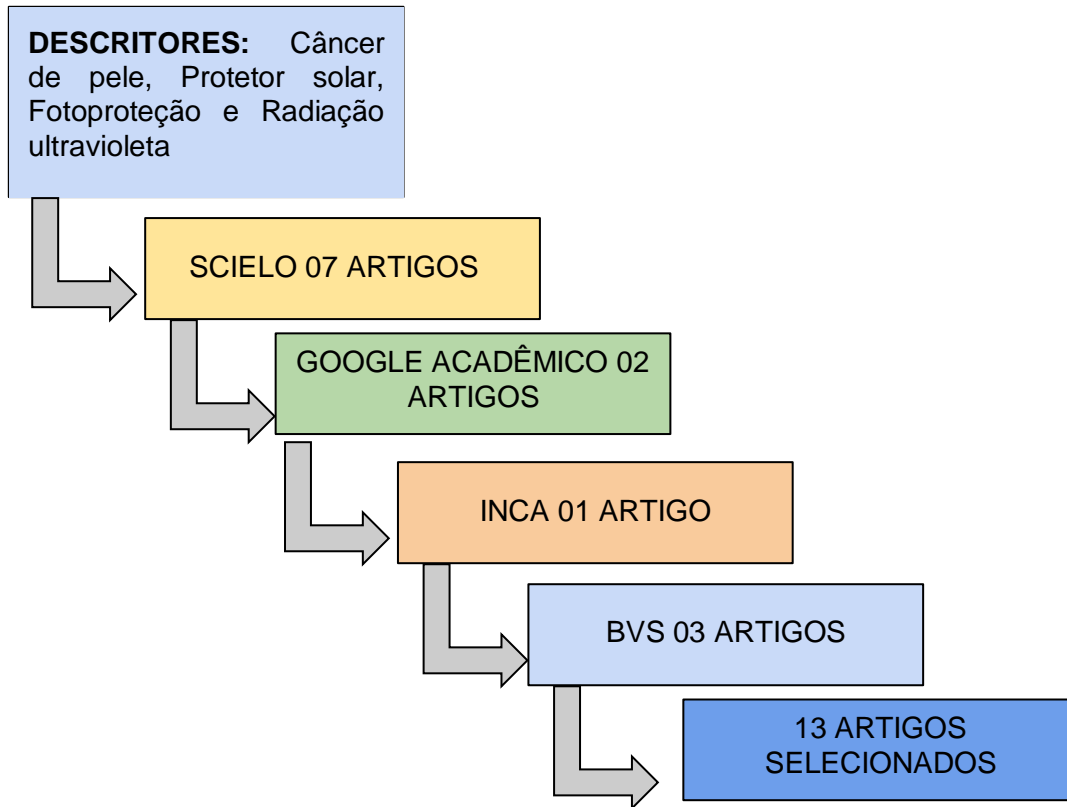 DESCRITORES: Câncer
de pele, Protetor solar,
Fotoproteção e Radiação
ultravioleta
SCIELO 07 ARTIGOS
GOOGLE ACADÊMICO 02
ARTIGOS
INCA 01 ARTIGO
BVS 03 ARTIGOS
13 ARTIGOS
SELECIONADOS